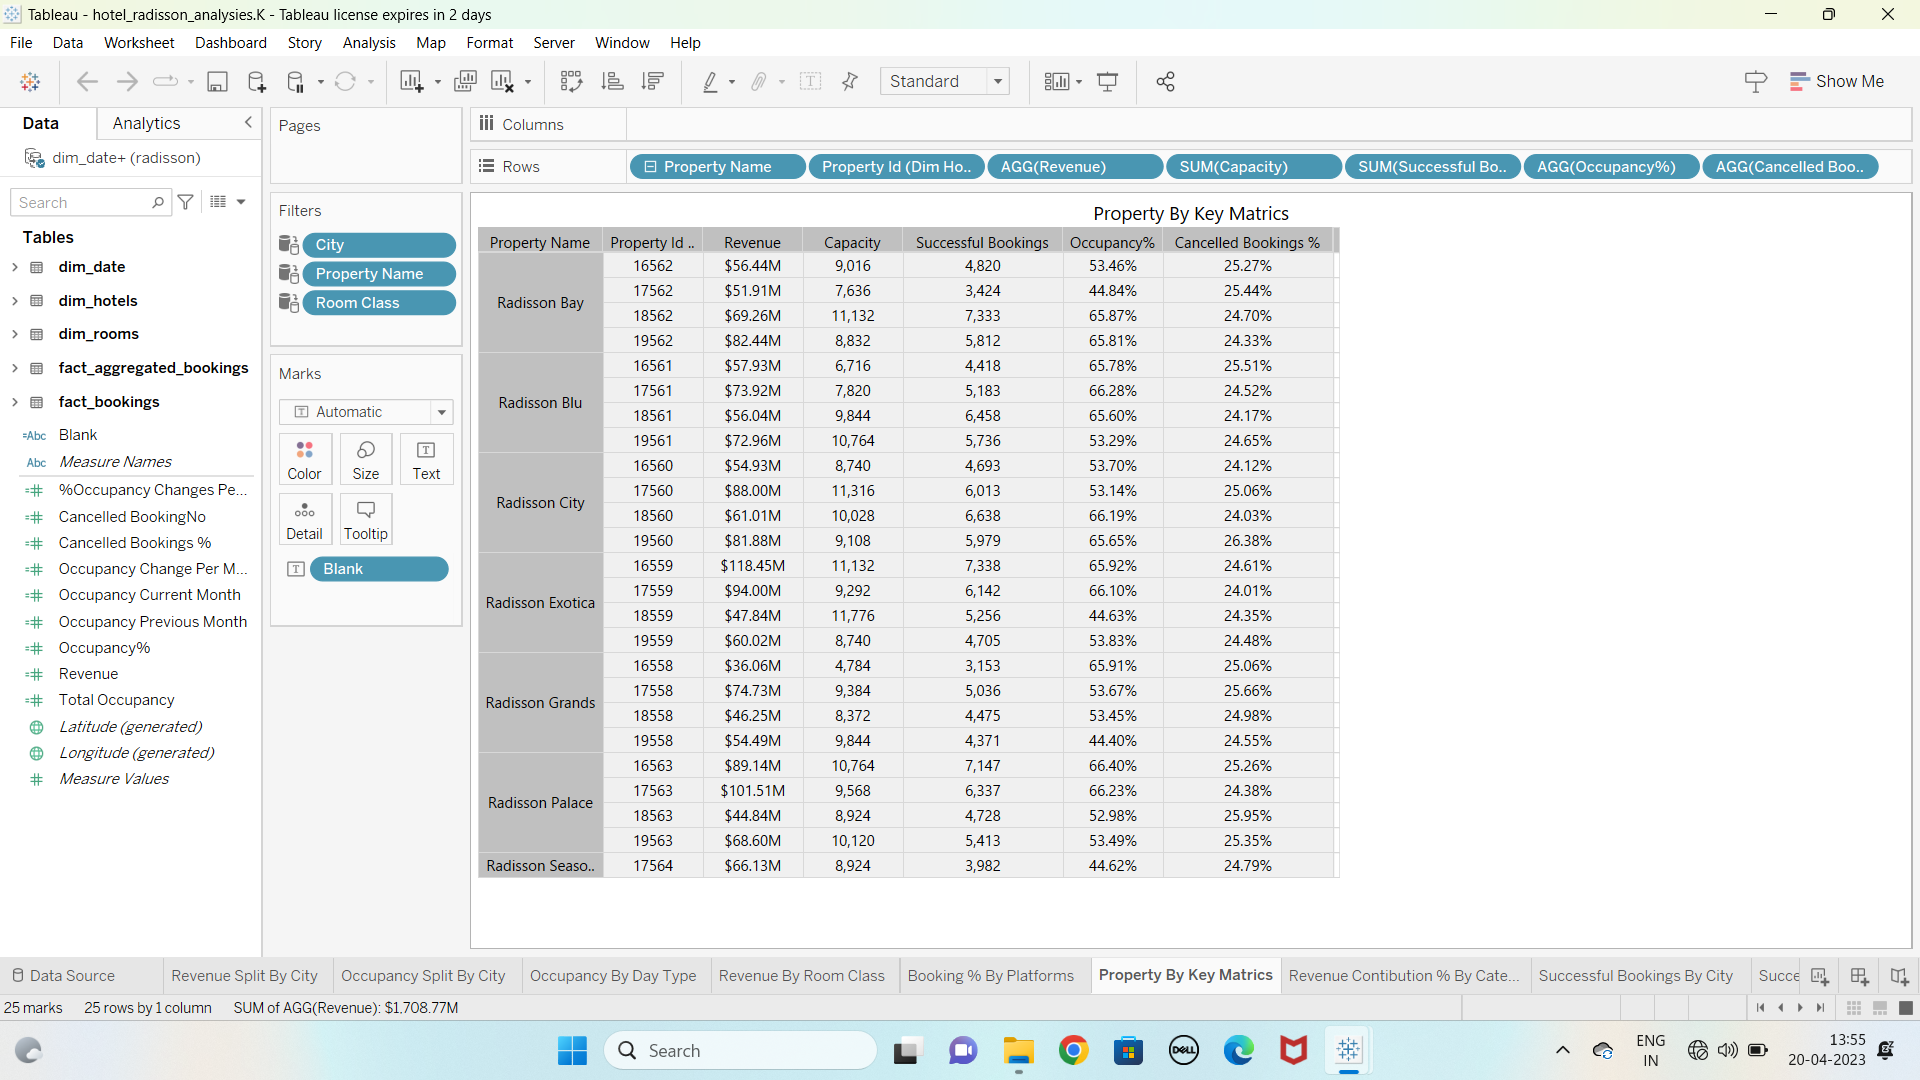 Tableau - hotel_radisson_analysies.K - Tableau license expires in 2 days
File Data Worksheet Dashboard Story Analysis Map Format Server Window Help
Standard
Show Me
Data Analytics
dim_date+ (radisson)
Search
Tables
dim_date
dim_hotels
dim_rooms
fact_aggregated_bookings
fact_bookings
=Abc Blank
Abc Measure Names
%Occupancy Changes Pe...
Cancelled BookingNo
Cancelled Bookings %
Occupancy Change Per M...
Occupancy Current Month
Occupancy Previous Month
Occupancy%
Revenue
Total Occupancy
Latitude (generated)
Longitude (generated)
Measure Values
Pages
Filters
City
Property Name
Room Class
Marks
Automatic
Color Size Text
Detail Tooltip
Blank
Columns
Rows Property Name Property Id (Dim Ho.. AGG(Revenue) SUM(Capacity) SUM(Successful Bo.. AGG(Occupancy%) AGG(Cancelled Boo..
Property By Key Matrics
Property Name Property Id .. Revenue Capacity Successful Bookings Occupancy% Cancelled Bookings %
Radisson Bay
16562 $56.44M 9,016 4,820 53.46% 25.27%
17562 $51.91M 7,636 3,424 44.84% 25.44%
18562 $69.26M 11,132 7,333 65.87% 24.70%
19562 $82.44M 8,832 5,812 65.81% 24.33%
Radisson Blu
16561 $57.93M 6,716 4,418 65.78% 25.51%
17561 $73.92M 7,820 5,183 66.28% 24.52%
18561 $56.04M 9,844 6,458 65.60% 24.17%
19561 $72.96M 10,764 5,736 53.29% 24.65%
Radisson City
16560 $54.93M 8,740 4,693 53.70% 24.12%
17560 $88.00M 11,316 6,013 53.14% 25.06%
18560 $61.01M 10,028 6,638 66.19% 24.03%
19560 $81.88M 9,108 5,979 65.65% 26.38%
Radisson Exotica
16559 $118.45M 11,132 7,338 65.92% 24.61%
17559 $94.00M 9,292 6,142 66.10% 24.01%
18559 $47.84M 11,776 5,256 44.63% 24.35%
19559 $60.02M 8,740 4,705 53.83% 24.48%
Radisson Grands
16558 $36.06M 4,784 3,153 65.91% 25.06%
17558 $74.73M 9,384 5,036 53.67% 25.66%
18558 $46.25M 8,372 4,475 53.45% 24.98%
19558 $54.49M 9,844 4,371 44.40% 24.55%
Radisson Palace
16563 $89.14M 10,764 7,147 66.40% 25.26%
17563 $101.51M 9,568 6,337 66.23% 24.38%
18563 $44.84M 8,924 4,728 52.98% 25.95%
19563 $68.60M 10,120 5,413 53.49% 25.35%
Radisson Seaso.. 17564 $66.13M 8,924 3,982 44.62% 24.79%
Data Source Revenue Split By City Occupancy Split By City Occupancy By Day Type Revenue By Room Class Booking % By Platforms Property By Key Matrics Revenue Contibution % By Cate... Successful Bookings By City Succe
25 marks 25 rows by 1 column SUM of AGG(Revenue): $1,708.77M
Search
DELL
ENG
IN
13:55
20-04-2023